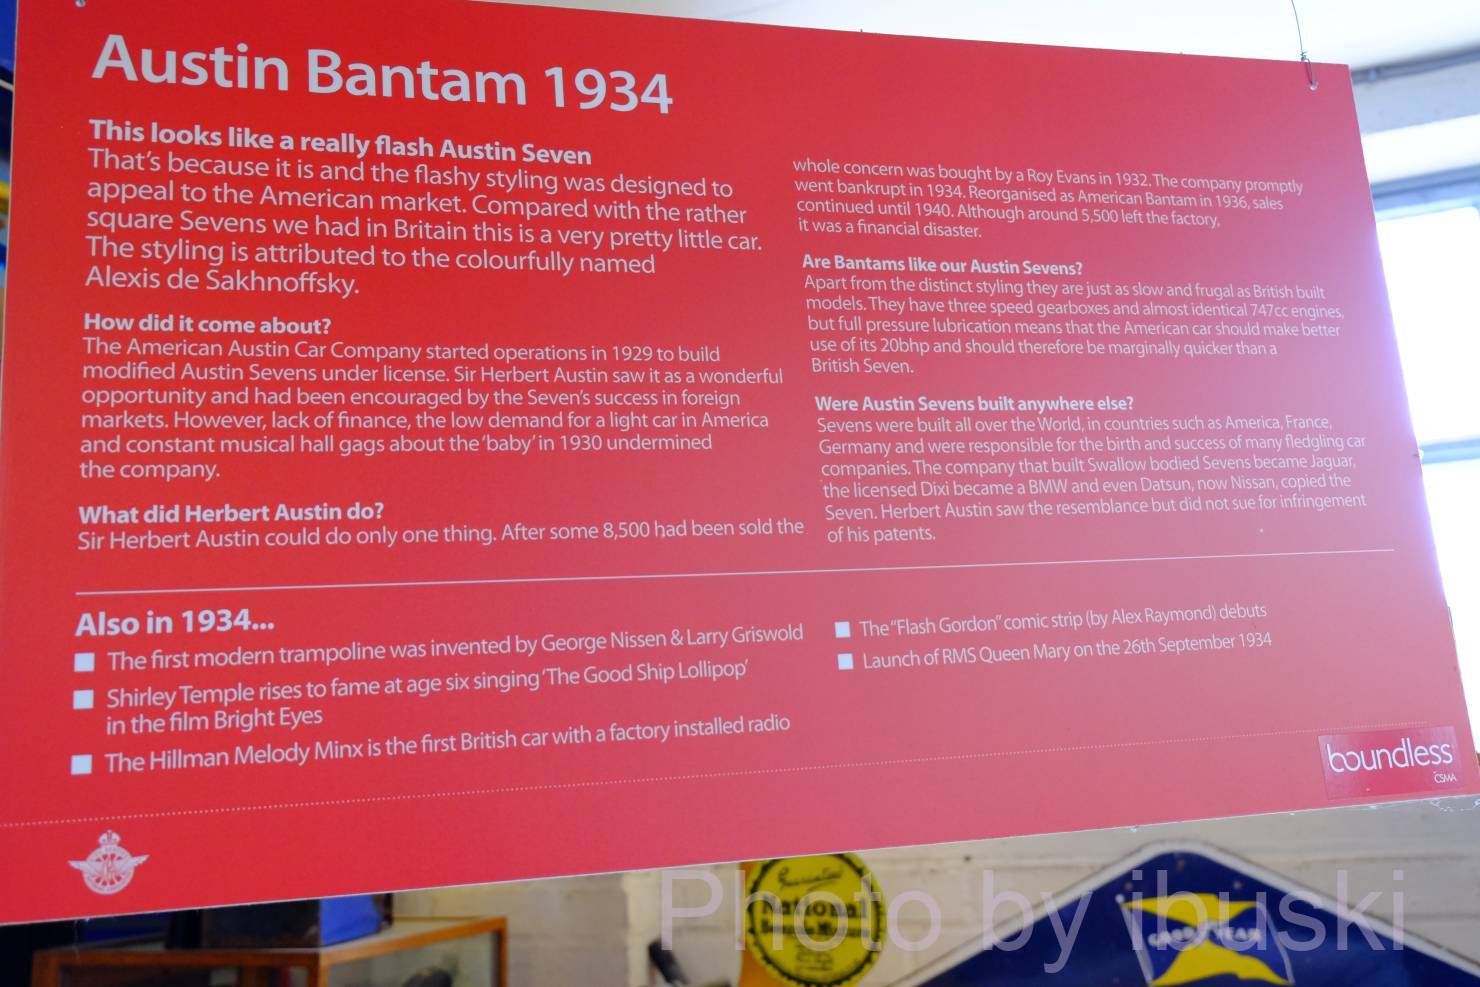 Austin Bantam 1934
This looks like a really flash Austin Seven
That's because it is and the flashy styling was designed to
appeal to the American market. Compared with the rather
square Sevens we had in Britain this is a very pretty little car.
The styling is attributed to the colourfully named
Alexis de Sakhnoffsky.
How did it come about?
The American Austin Car Company started operations in 1929 to build
modified Austin Sevens under license. Sir Herbert Austin saw it as a wonderful
opportunity and had been encouraged by the Seven's success in foreign
markets. However, lack of finance, the low demand for a light car in America
and constant musical hall gags about the 'baby' in 1930 undermined
the company.
What did Herbert Austin do?
Sir Herbert Austin could do only one thing. After some 8,500 had been sold the
whole concern was bought by a Roy Evans in 1932. The company promptly
went bankrupt in 1934. Reorganised as American Bantam in 1936, sales
continued until 1940. Although around 5,500 left the factory,
it was a financial disaster.
Are Bantams like our Austin Sevens?
Apart from the distinct styling they are just as slow and frugal as British built
models. They have three speed gearboxes and almost identical 747cc engines,
but full pressure lubrication means that the American car should make better
use of its 20bhp and should therefore be marginally quicker than a
British Seven.
Were Austin Sevens built anywhere else?
Sevens were built all over the World, in countries such as America, France,
Germany and were responsible for the birth and success of many fledgling car
companies. The company that built Swallow bodied Sevens became Jaguar,
the licensed Dixi became a BMW and even Datsun, now Nissan, copied the
Seven. Herbert Austin saw the resemblance but did not sue for infringement
of his patents.
Also in 1934...
The first modern trampoline was invented by George Nissen & Larry Griswold
Shirley Temple rises to fame at age six singing 'The Good Ship Lollipop'
in the film Bright Eyes
The Hillman Melody Minx is the first British car with a factory installed radio
The "Flash Gordon" comic strip (by Alex Raymond) debuts
Launch of RMS Queen Mary on the 26th September 1934
boundless
CSMA
Guaranteed
National
GOODYEAR
Photo by ibuski